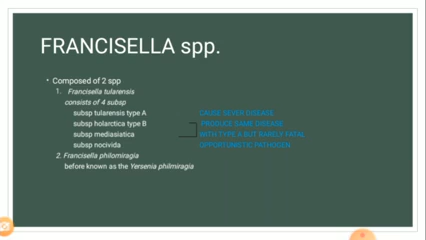 FRANCISELLA spp.
• Composed of 2 spp
1. Francisella tularensis
consists of 4 subsp
subsp tularensis type A CAUSE SEVER DISEASE
subsp holarctica type B PRODUCE SAME DISEASE
subsp mediasiatica WITH TYPE A BUT RARELY FATAL
subsp nocivida OPPORTUNISTIC PATHOGEN
2. Francisella philomiragia
before known as the Yersenia philmiragia